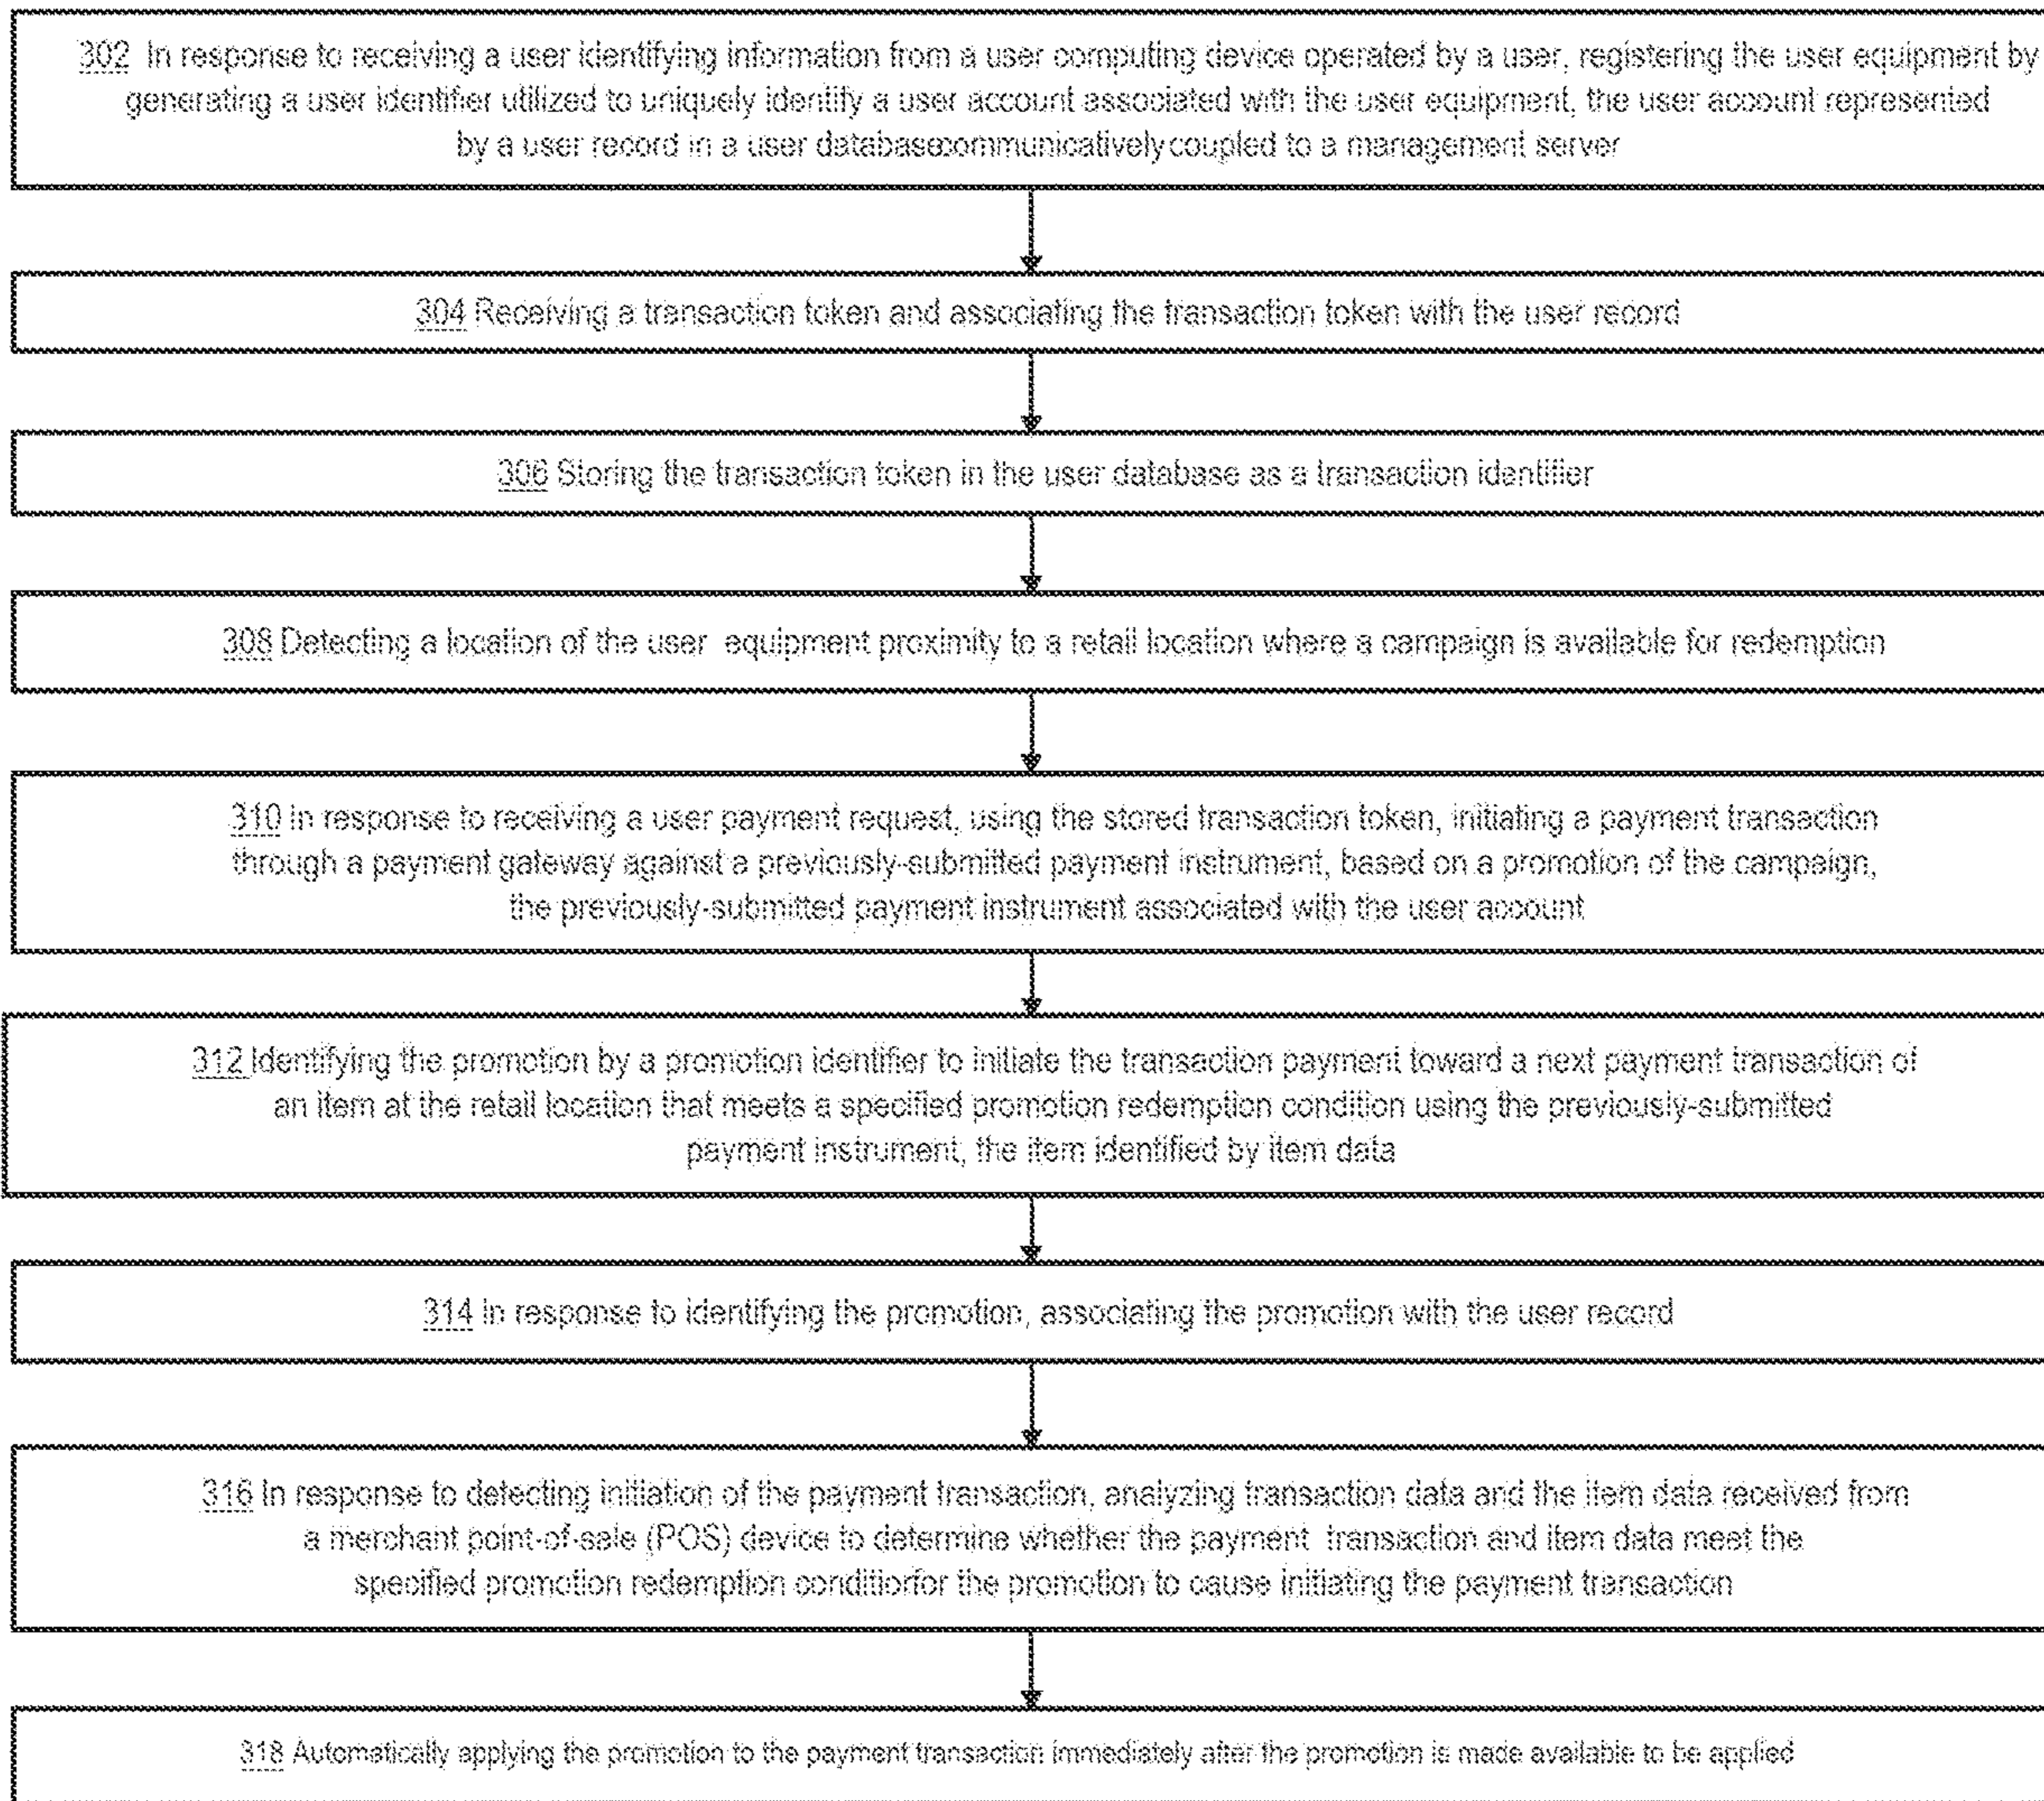 302 In response to receiving a user identifying information from a user computing device operated by a user, registering the user equipment by
generating a user identifier utilized to uniquely identify a user account associated with the user equipment, the user account represented
by a user record in a user databasecommunicatively coupled to a management server
304 Receiving a transaction token and associating the transaction token with the user record
306 Storing the transaction token in the user database as a transaction identifier
308 Detecting a location of the user equipment proximity to a retail location where a campaign is available for redemption
310 In response to receiving a user payment request, using the stored transaction token, initiating a payment transaction
through a payment gateway against a previously-submitted payment instrument, based on a promotion of the campaign,
the previously-submitted payment instrument associated with the user account
312 Identifying the promotion by a promotion identifier to initiate the transaction payment toward a next payment transaction of
an item at the retail location that meets a specified promotion redemption condition using the previously-submitted
payment instrument, the item identified by item data
314 In response to identifying the promotion, associating the promotion with the user record
316 In response to detecting initiation of the payment transaction, analyzing transaction data and the item data received from
a merchant point-of-sale (POS) device to determine whether the payment transaction and item data meet the
specified promotion redemption conditionfor the promotion to cause initiating the payment transaction
318 Automatically applying the promotion to the payment transaction immediately after the promotion is made available to be applied